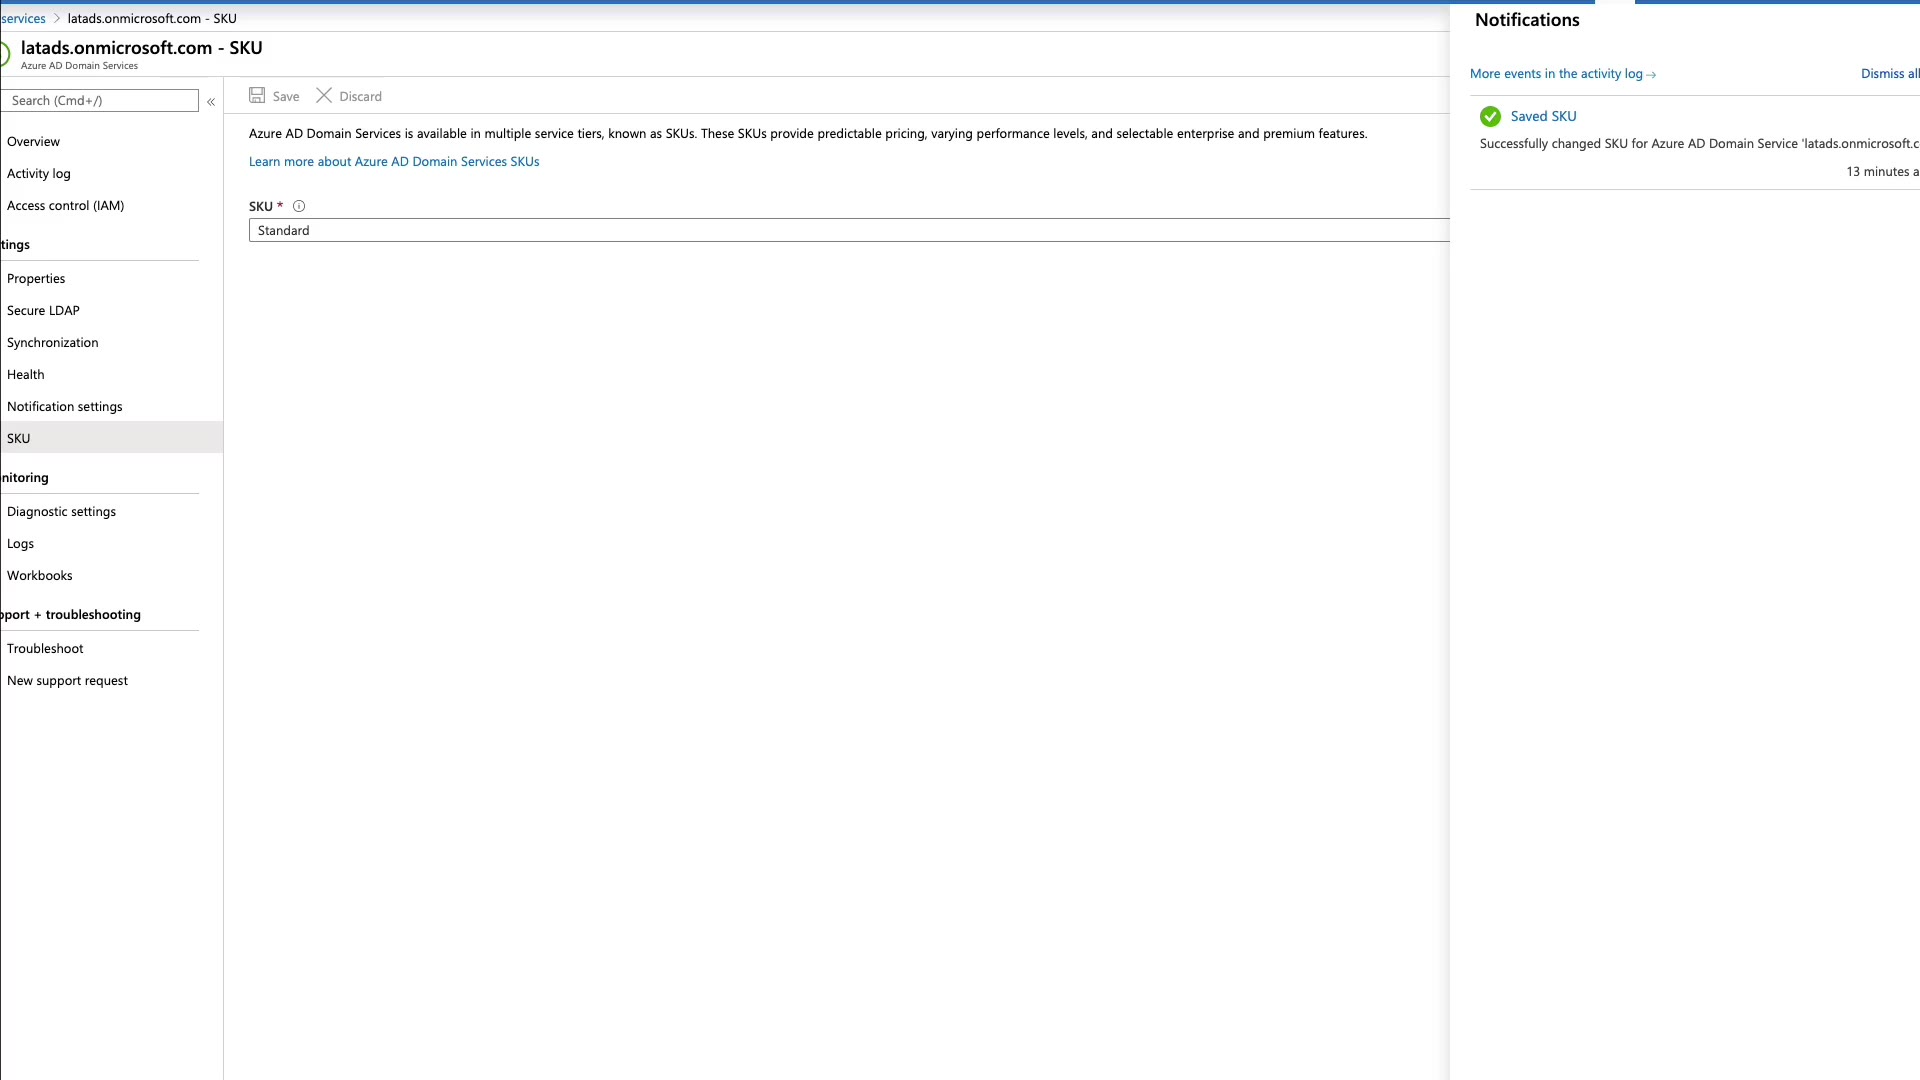 services > latads.onmicrosoft.com - SKU
latads.onmicrosoft.com - SKU
Azure AD Domain Services
Search (Cmd+/)
«
Overview
Activity log
Access control (IAM)
tings
Properties
Secure LDAP
Synchronization
Health
Notification settings
SKU
nitoring
Diagnostic settings
Logs
Workbooks
pport + troubleshooting
Troubleshoot
New support request
Save
Discard
Azure AD Domain Services is available in multiple service tiers, known as SKUs. These SKUs provide predictable pricing, varying performance levels, and selectable enterprise and premium features.
Learn more about Azure AD Domain Services SKUs
SKU *
Standard
Notifications
More events in the activity log →
Dismiss all
Saved SKU
Successfully changed SKU for Azure AD Domain Service 'latads.onmicrosoft.c
13 minutes a